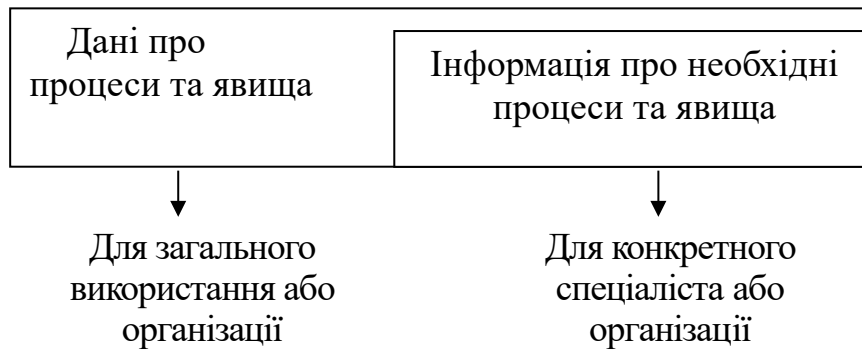 Дані про
процеси та явища
Інформація про необхідні
процеси та явища
Для загального
використання або
організації
Для конкретного
спеціаліста або
організації